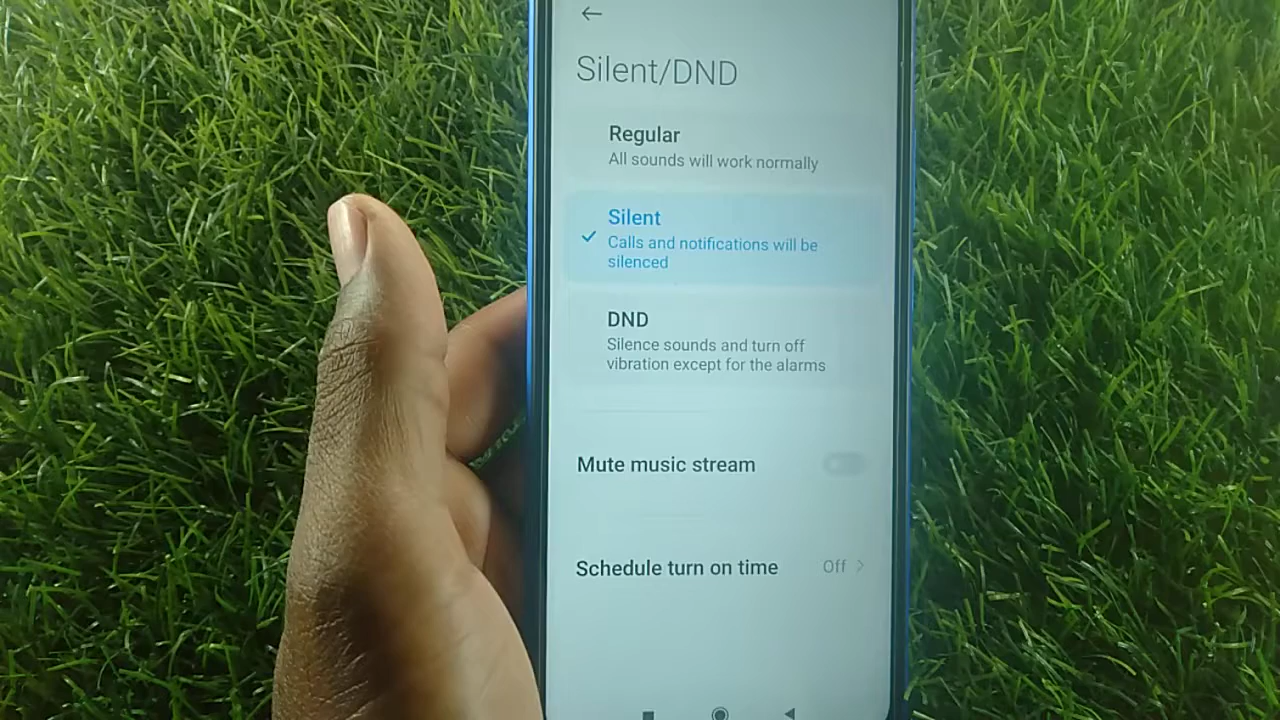 Silent/DND
Regular
All sounds will work normally
Silent
Calls and notifications will be
silenced
DND
Silence sounds and turn off
vibration except for the alarms
Mute music stream
Schedule turn on time Off